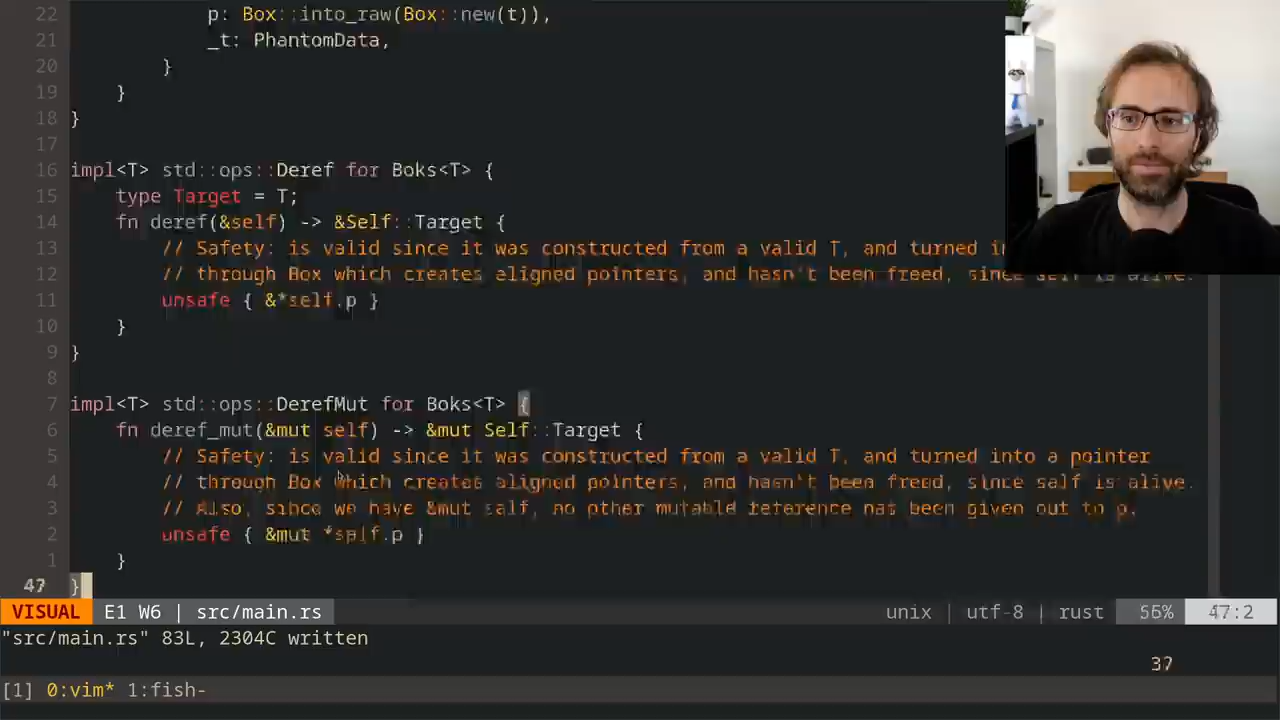 22 p: Box::into_raw(Box::new(t)),
21 _t: PhantomData,
20 }
19 }
18 }
17
16 impl<T> std::ops::Deref for Boks<T> {
15 type Target = T;
14 fn deref(&self) -> &Self::Target {
13 // Safety: is valid since it was constructed from a valid T, and turned
12 // through Box which creates aligned pointers, and hasn't been freed, since self is alive.
11 unsafe { &*self.p }
10 }
9 }
8
7 impl<T> std::ops::DerefMut for Boks<T> {
6 fn deref_mut(&mut self) -> &mut Self::Target {
5 // Safety: is valid since it was constructed from a valid T, and turned into a pointer
4 // through Box which creates aligned pointers, and hasn't been freed, since self is alive.
3 // Also, since we have &mut self, no other mutable reference has been given out to p.
2 unsafe { &mut *self.p }
1 }
47 }
VISUAL E1 W6 | src/main.rs unix | utf-8 | rust 56% 47:2
"src/main.rs" 83L, 2304C written
37
[1] 0:vim* 1:fish-